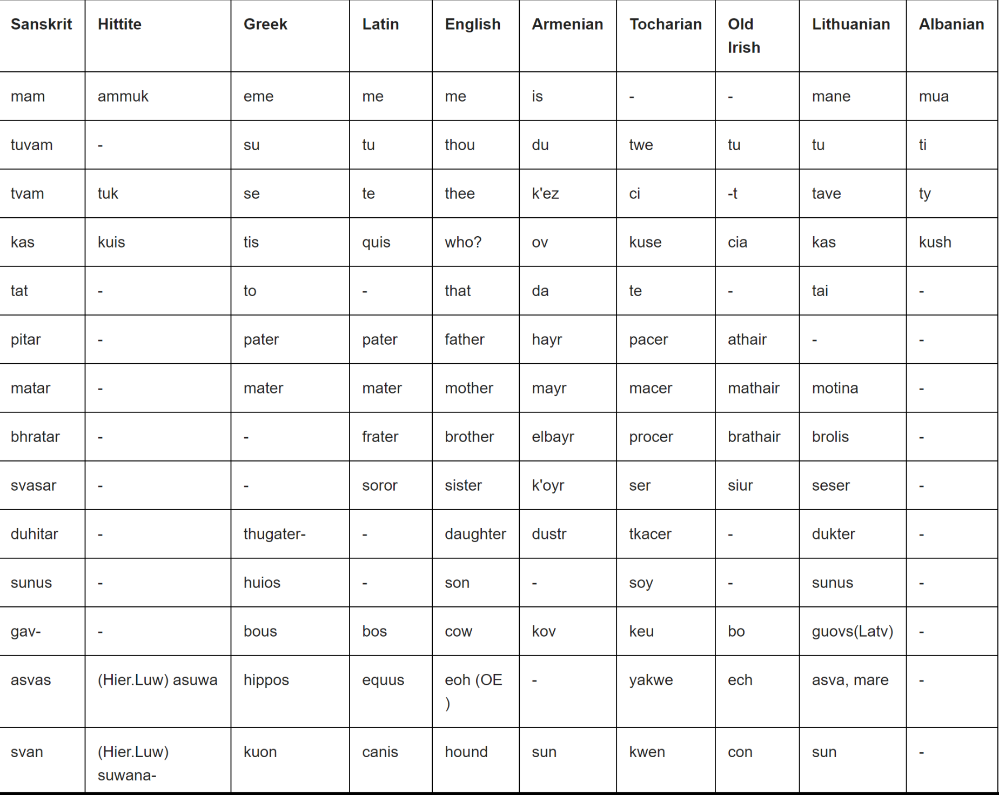 Sanskrit Hittite Greek Latin English Armenian Tocharian Old Irish Lithuanian Albanian
mam ammuk eme me me is - - mane mua
tuvam - su tu thou du twe tu tu ti
tvam tuk se te thee k'ez ci -t tave ty
kas kuis tis quis who? ov kuse cia kas kush
tat - to - that da te - tai -
pitar - pater pater father hayr pacer athair - -
matar - mater mater mother mayr macer mathair motina -
bhratar - - frater brother elbayr procer brathair brolis -
svasar - - soror sister k'oyr ser siur seser -
duhitar - thugater- - daughter dustr tkacer - dukter -
sunus - huios - son - soy - sunus -
gav- - bous bos cow kov keu bo guovs(Latv) -
asvas (Hier.Luw) asuwa hippos equus eoh (OE ) - yakwe ech asva, mare -
svan (Hier.Luw) suwana- kuon canis hound sun kwen con sun -